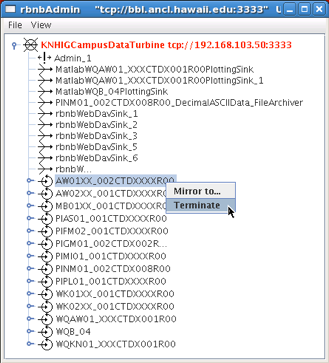 rbnbAdmin "tcp://bbl.ancl.hawaii.edu:3333" U
File View
KNHIGCampusDataTurbine tcp://192.168.103.50:3333
Admin_1
MatlabWQAW01_XXXCTDX001R00PlottingSink
MatlabWQAW01_XXXCTDX001R00PlottingSink_1
MatlabWQB_04PlottingSink
PINM01_001CTDX008R00_DecimalASCIIData_FileArchiver
rbnbWebDavSink_1
rbnbWebDavSink_2
rbnbWebDavSink_3
rbnbWebDavSink_5
rbnbWebDavSink_6
rbnbW...
AW01XX_002CTDXXXXR00
AW02XX_001CTDXXXXR00
MB01XX_001CTDXXXXR00
PIAS01_001CTDXXXXR00
PIFM02_001CTDXXXXR00
PIGM01_002CTDX002R...
PIMI01_001CTDXXXXR00
PINM01_001CTDX008R00
PIPL01_001CTDXXXXR00
WK01XX_001CTDXXXXR00
WK02XX_001CTDXXXXR00
WQAW01_XXXCTDX001R00
WQB_04
WQKN01_XXXCTDX001R00
Mirror to...
Terminate